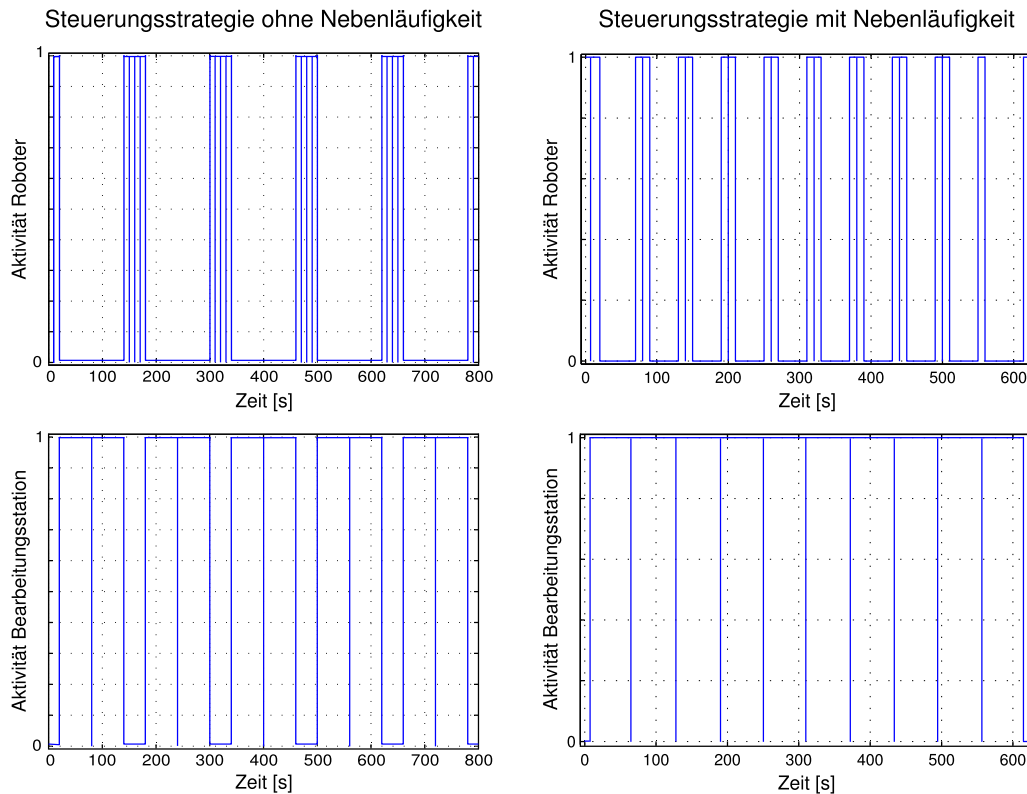 Steuerungsstrategie ohne Nebenläufigkeit
Steuerungsstrategie mit Nebenläufigkeit
1
0
Aktivität Roboter
100 200 300 400 500 600 700 800
Zeit [s]
1
0
Aktivität Roboter
0 100 200 300 400 500 600
Zeit [s]
1
0
Aktivität Bearbeitungsstation
0 100 200 300 400 500 600 700 800
Zeit [s]
1
0
Aktivität Bearbeitungsstation
0 100 200 300 400 500 600
Zeit [s]